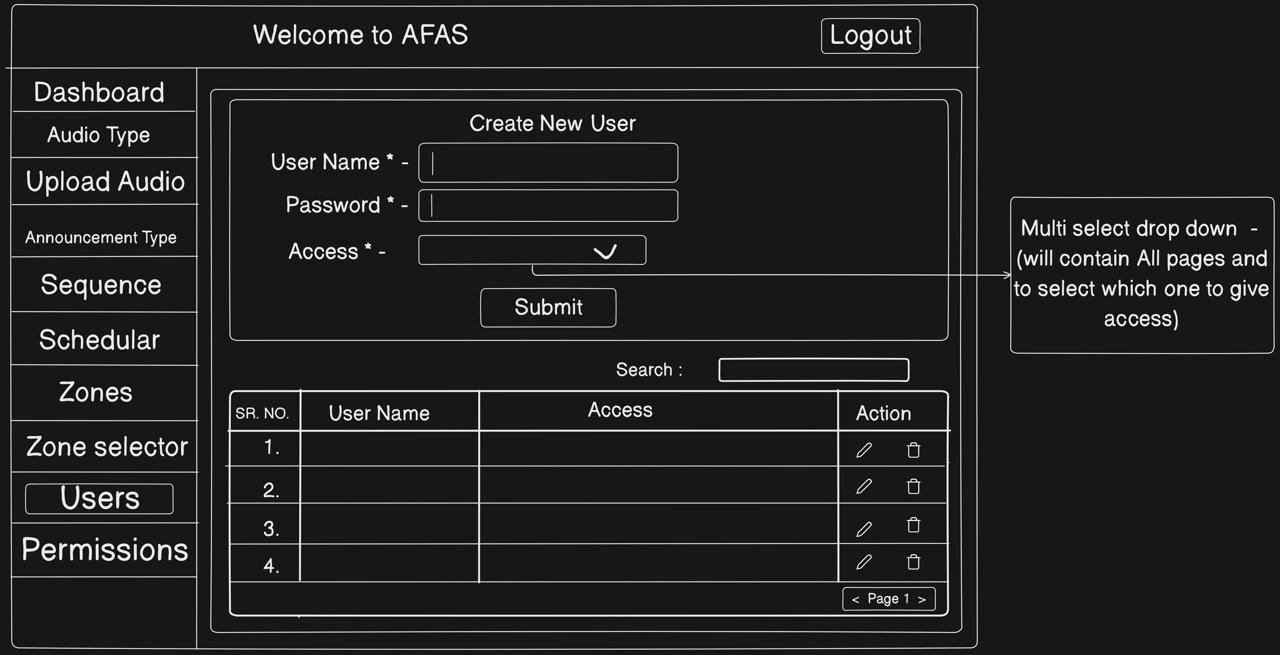 Welcome to AFAS
Logout
Dashboard
Audio Type
Upload Audio
Announcement Type
Sequence
Schedular
Zones
Zone selector
Users
Permissions
Create New User
User Name * -
Password * -
Access * -
Submit
Multi select drop down -
(will contain All pages and
to select which one to give
access)
Search :
SR. NO. User Name Access Action
1.
2.
3.
4.
< Page 1 >